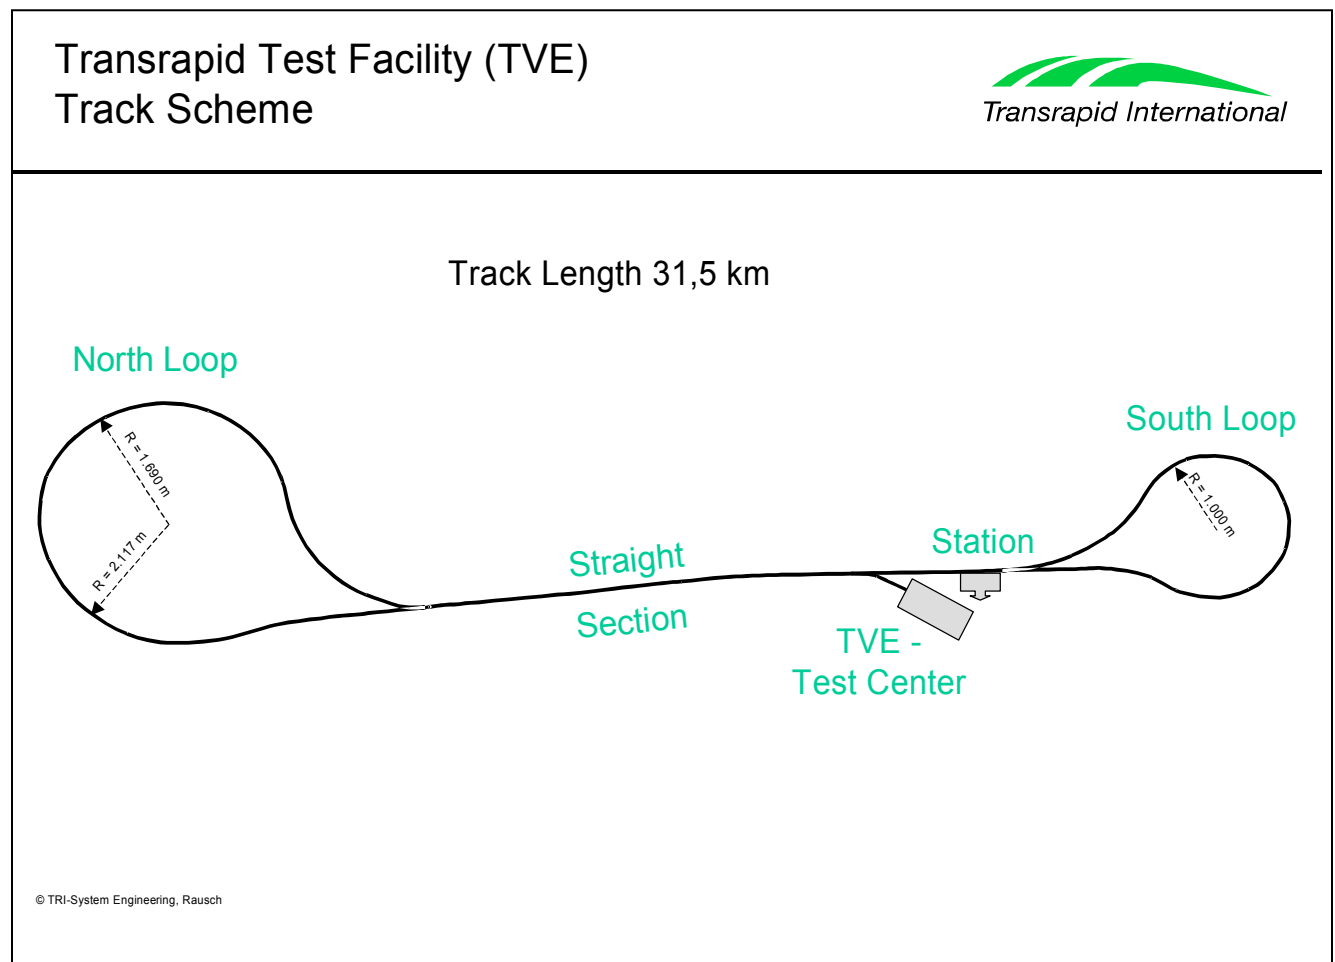 Transrapid Test Facility (TVE)
Track Scheme
Transrapid International
Track Length 31,5 km
North Loop
South Loop
R = 1.690 m
R = 2.117 m
R = 1.000 m
Straight
Section
Station
TVE -
Test Center
© TRI-System Engineering, Rausch